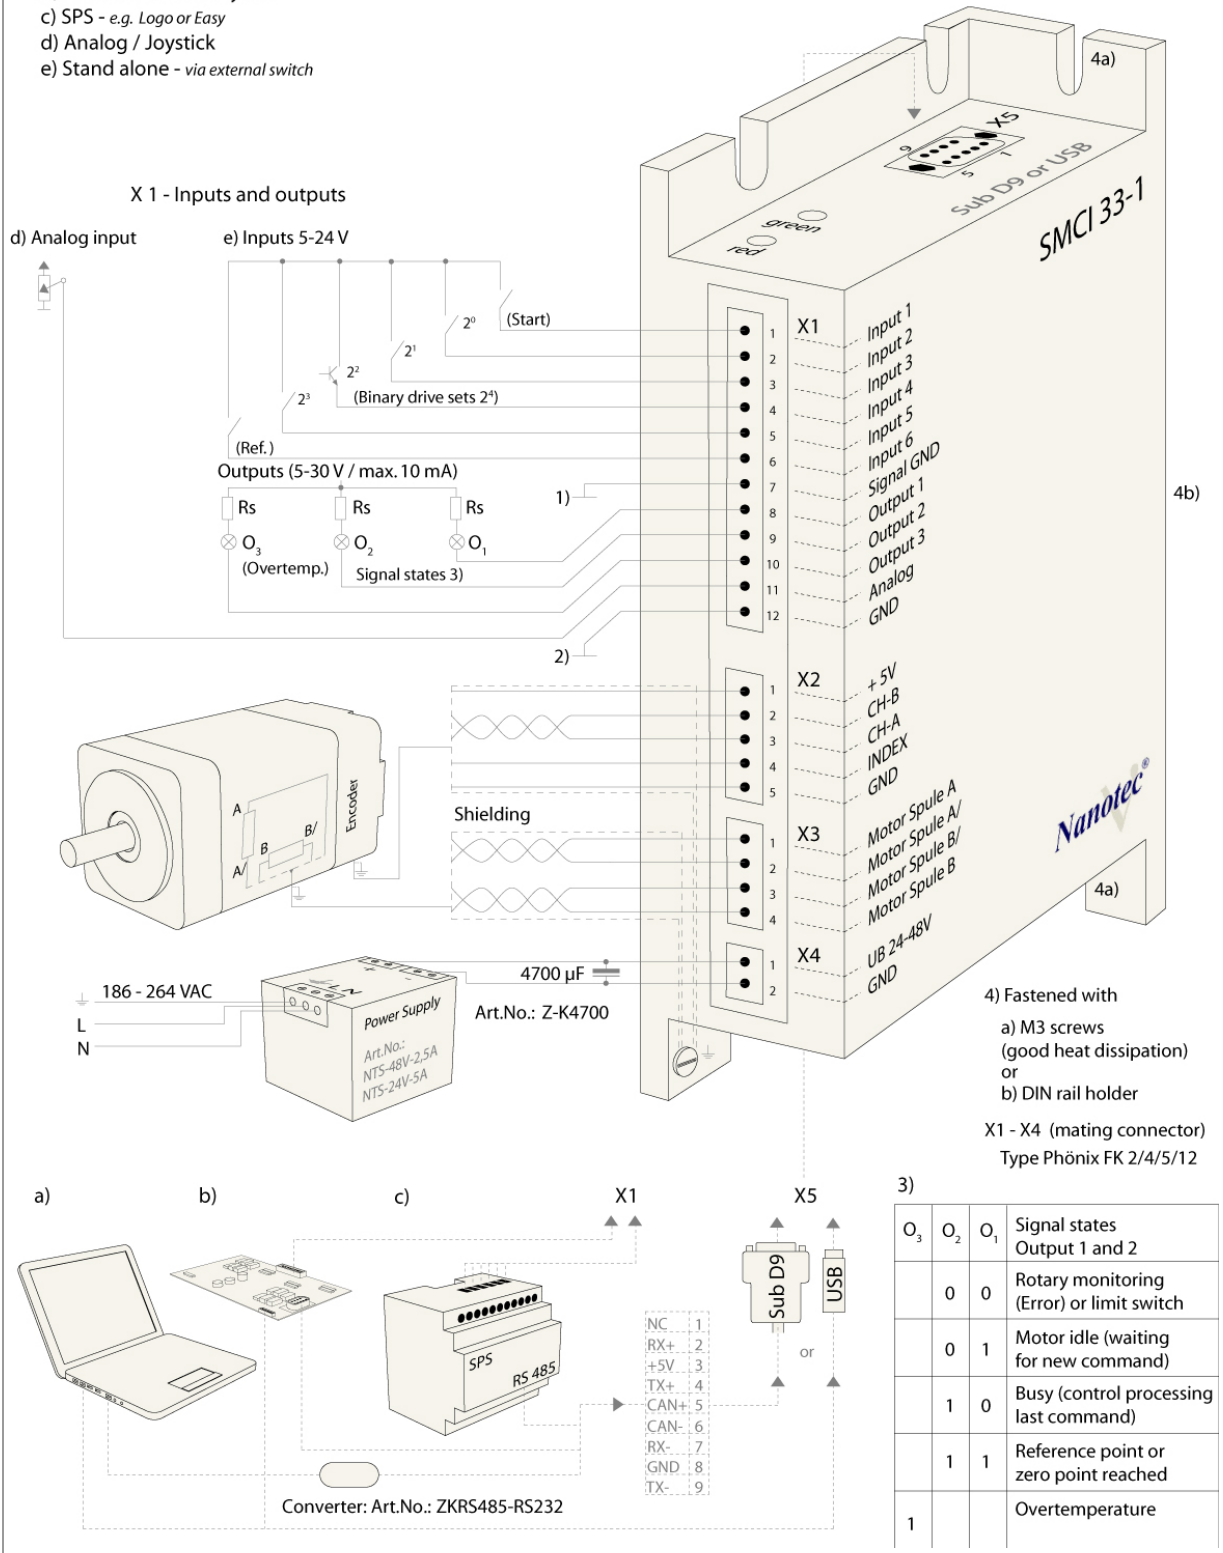 c) SPS - e.g. Logo or Easy
d) Analog / Joystick
e) Stand alone - via external switch
4a)
X5
9
1
5
Sub D9 or USB
SMCI 33-1
green
red
X 1 - Inputs and outputs
d) Analog input
e) Inputs 5-24 V
(Start)
2⁰
2¹
2²
2³
(Binary drive sets 2⁴)
(Ref.)
Outputs (5-30 V / max. 10 mA)
Rs
Rs
Rs
O₃
O₂
O₁
(Overtemp.)
Signal states 3)
1)
2)
X1
1 Input 1
2 Input 2
3 Input 3
4 Input 4
5 Input 5
6 Input 6
7 Signal GND
8 Output 1
9 Output 2
10 Output 3
11 Analog
12 GND
4b)
X2
1 + 5V
2 CH-B
3 CH-A
4 INDEX
5 GND
Shielding
X3
1 Motor Spule A
2 Motor Spule A/
3 Motor Spule B/
4 Motor Spule B
X4
1 UB 24-48V
2 GND
Nanotec®
4a)
A
A/
B
B/
Encoder
186 - 264 VAC
L
N
+
-
L N
Power Supply
Art.No.:
NTS-48V-2,5A
NTS-24V-5A
4700 µF
Art.No.: Z-K4700
4) Fastened with
a) M3 screws
(good heat dissipation)
or
b) DIN rail holder
X1 - X4 (mating connector)
Type Phönix FK 2/4/5/12
a)
b)
c)
X1
X5
SPS
RS 485
Sub D9
or
USB
NC 1
RX+ 2
+5V 3
TX+ 4
CAN+ 5
CAN- 6
RX- 7
GND 8
TX- 9
Converter: Art.No.: ZKRS485-RS232
3)
O₃ O₂ O₁ Signal states
Output 1 and 2
0 0 Rotary monitoring
(Error) or limit switch
0 1 Motor idle (waiting
for new command)
1 0 Busy (control processing
last command)
1 1 Reference point or
zero point reached
1 Overtemperature